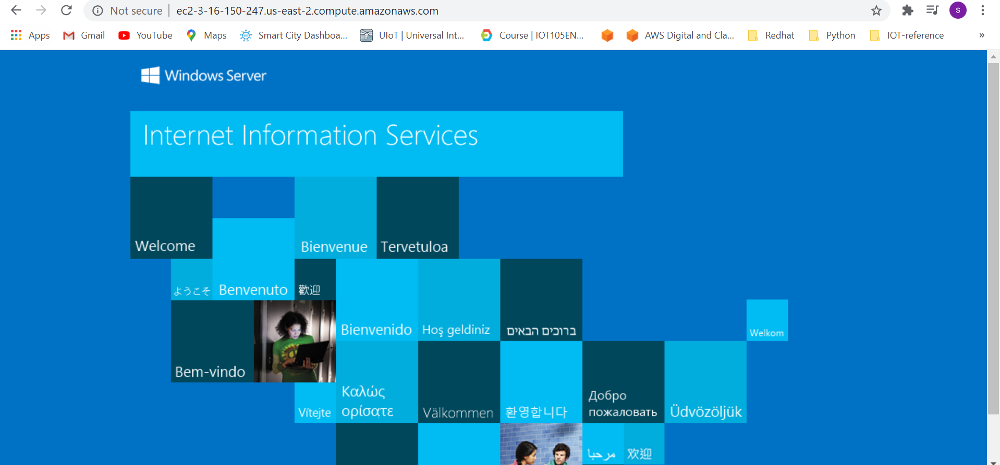 Not secure | ec2-3-16-150-247.us-east-2.compute.amazonaws.com
S
Apps
Gmail
YouTube
Maps
Smart City Dashboa...
UIoT | Universal Int...
Course | IOT105EN...
AWS Digital and Cla...
Redhat
Python
IOT-reference
»
Windows Server
Internet Information Services
Welcome
Bienvenue
Tervetuloa
ようこそ
Benvenuto
歡迎
Bienvenido
Hoş geldiniz
ברוכים הבאים
Welkom
Bem-vindo
Vítejte
Καλώς
ορίσατε
Välkommen
환영합니다
Добро
пожаловать
Üdvözöljük
مرحبا
欢迎